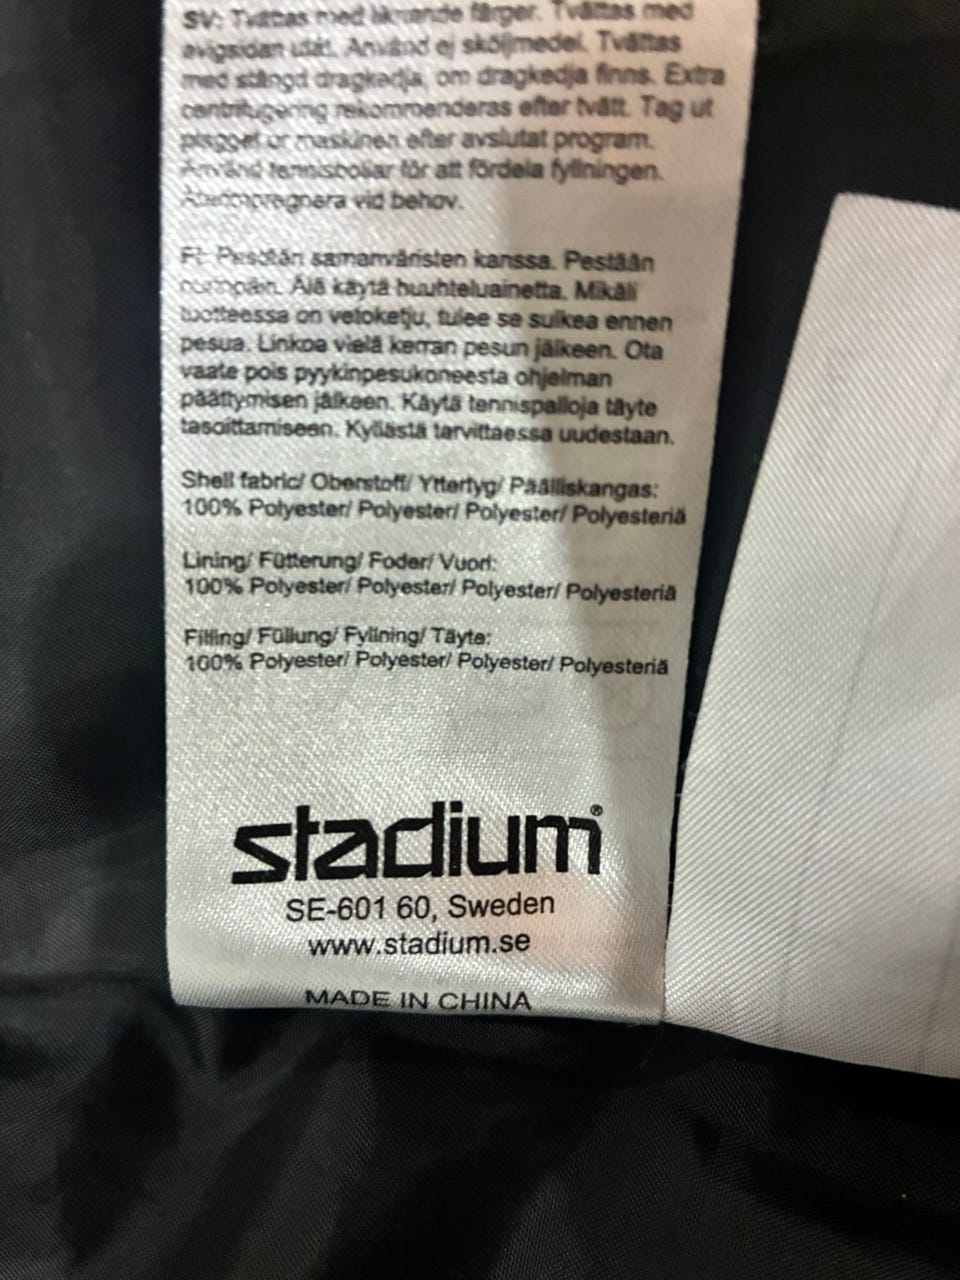 SV: Tvättas med liknande färger. Tvättas med
avigsidan utåt. Använd ej sköljmedel. Tvättas
med stängd dragkedja, om dragkedja finns. Extra
centrifugering rekommenderas efter tvätt. Tag ut
plagget ur maskinen efter avslutat program.
Använd tennisbollar för att fördela fyllningen.
Återimpregnera vid behov.
FI: Pestään samanväristen kanssa. Pestään
nurinpäin. Älä käytä huuhteluainetta. Mikäli
tuotteessa on vetoketju, tulee se sulkea ennen
pesua. Linkoa vielä kerran pesun jälkeen. Ota
vaate pois pyykinpesukoneesta ohjelman
päättymisen jälkeen. Käytä tennispalloja täyte
tasoittamiseen. Kyllästä tarvittaessa uudestaan.
Shell fabric/ Oberstoff/ Yttertyg/ Päälliskangas:
100% Polyester/ Polyester/ Polyester/ Polyesteriä
Lining/ Fütterung/ Foder/ Vuori:
100% Polyester/ Polyester/ Polyester/ Polyesteriä
Filling/ Füllung/ Fyllning/ Täyte:
100% Polyester/ Polyester/ Polyester/ Polyesteriä
stadium®
SE-601 60, Sweden
www.stadium.se
MADE IN CHINA